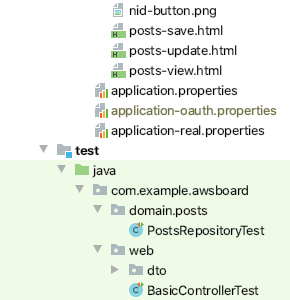 nid-button.png
posts-save.html
posts-update.html
posts-view.html
application.properties
application-oauth.properties
application-real.properties
test
java
com.example.awsboard
domain.posts
PostsRepositoryTest
web
dto
BasicControllerTest